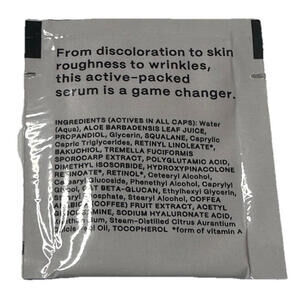 From discoloration to skin
roughness to wrinkles,
this active-packed
serum is a game changer.
INGREDIENTS (ACTIVES IN ALL CAPS): Water
(Aqua), ALOE BARBADENSIS LEAF JUICE,
PROPANDIOL, Glycerin, SQUALANE, Caprylic
Capric Triglycerides, RETINYL LINOLEATE*,
BAKUCHIOL, TREMELLA FUCIFORMIS
SPOROCARP EXTRACT, POLYGLUTAMIC ACID,
DIMETHYL ISOSORBIDE, HYDROXYPINACOLONE
RETINOATE*, RETINOL*, Cetearyl Alcohol,
Glucoside, Phenethyl Alcohol, Caprylyl
OAT BETA-GLUCAN, Ethylhexyl Glycerin,
Phosphate, Stearyl Alcohol, COFFEA
(COFFEE) FRUIT EXTRACT, ACETYL
SODIUM HYALURONATE ACID,
Steam-Distilled Citrus Aurantium
Oil, TOCOPHEROL *form of vitamin A